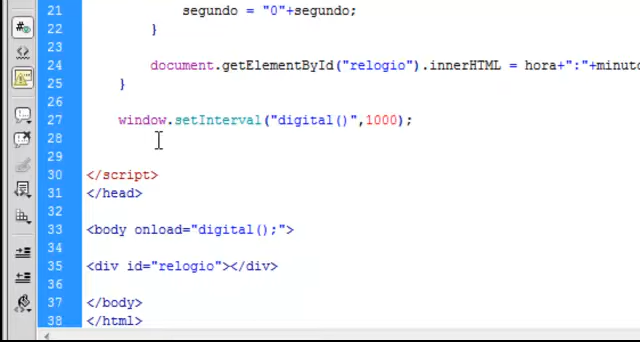 21 segundo = "0"+segundo;
22 }
23
24 document.getElementById("relogio").innerHTML = hora+":"+minuto
25 }
26
27 window.setInterval("digital()",1000);
28
29
30 </script>
31 </head>
32
33 <body onload="digital();">
34
35 <div id="relogio"></div>
36
37 </body>
38 </html>